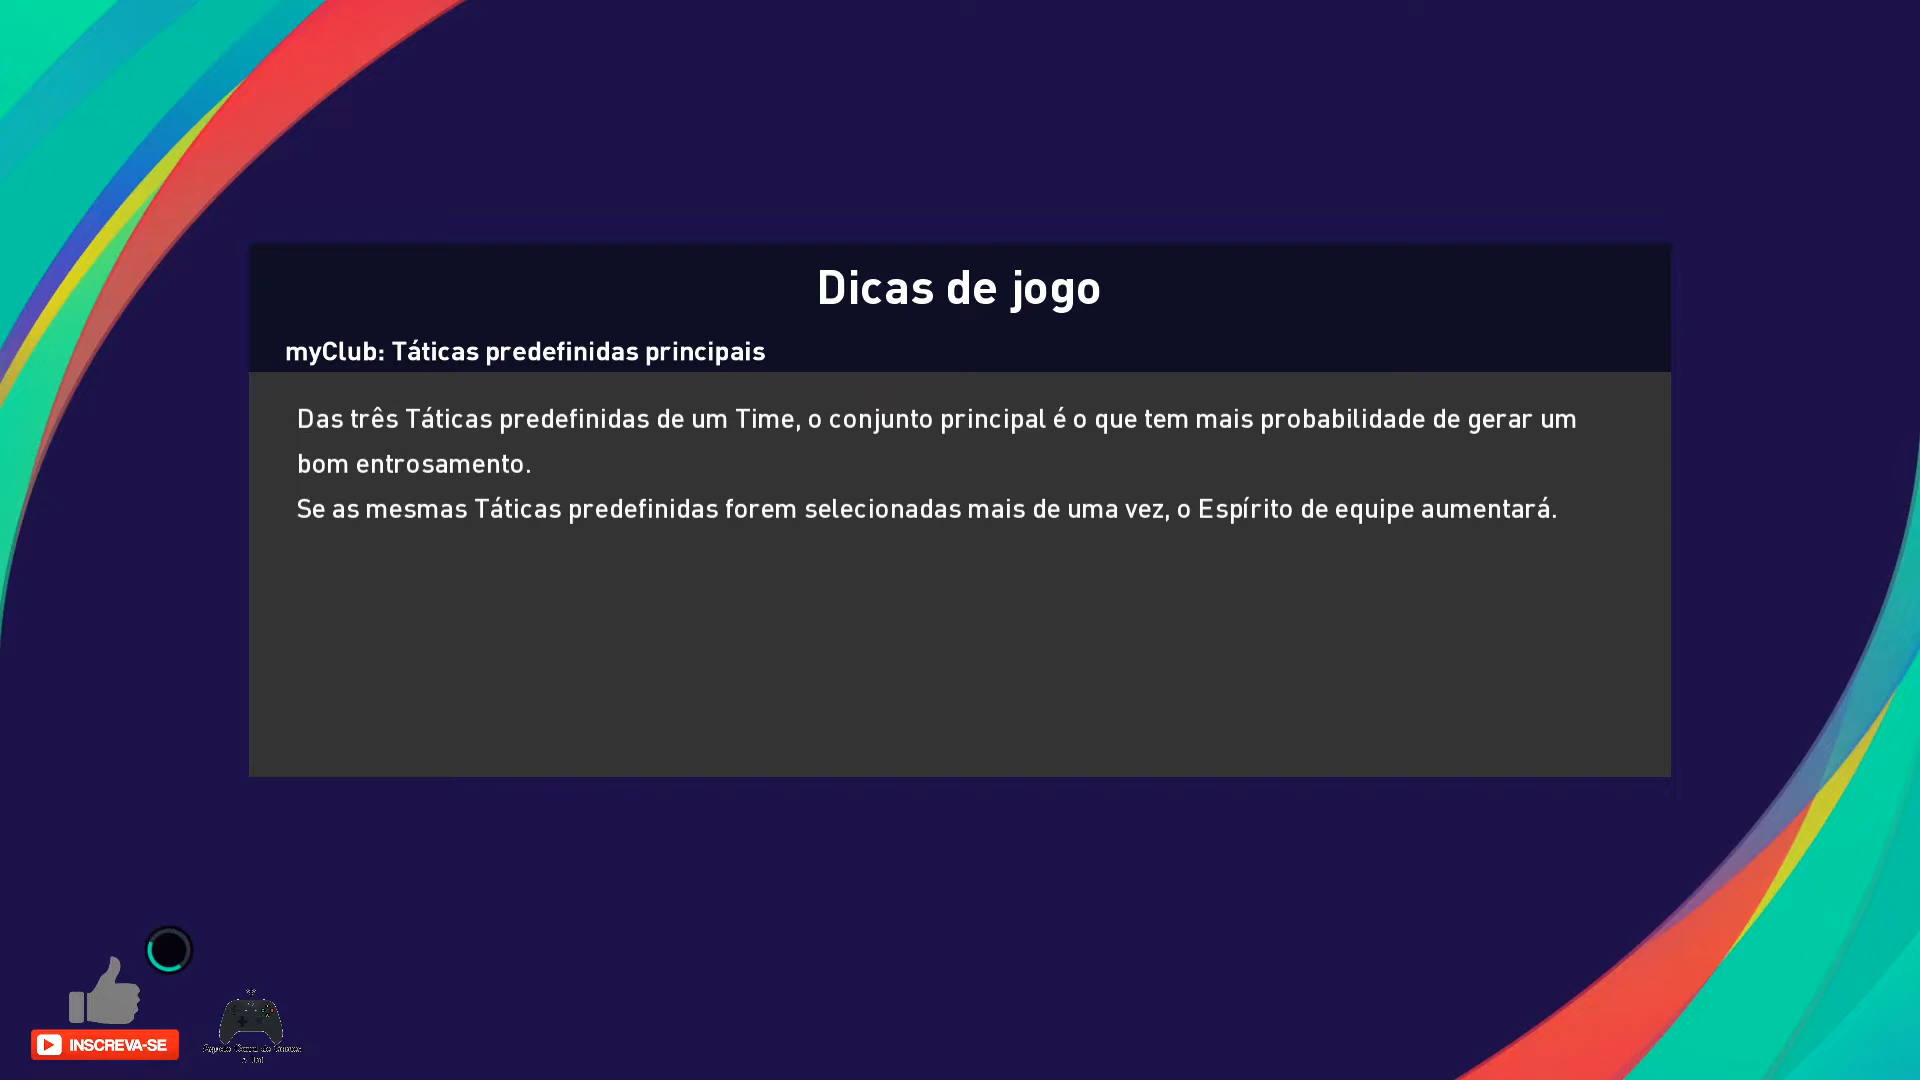 Dicas de jogo
myClub: Táticas predefinidas principais
Das três Táticas predefinidas de um Time, o conjunto principal é o que tem mais probabilidade de gerar um
bom entrosamento.
Se as mesmas Táticas predefinidas forem selecionadas mais de uma vez, o Espírito de equipe aumentará.
INSCREVA-SE